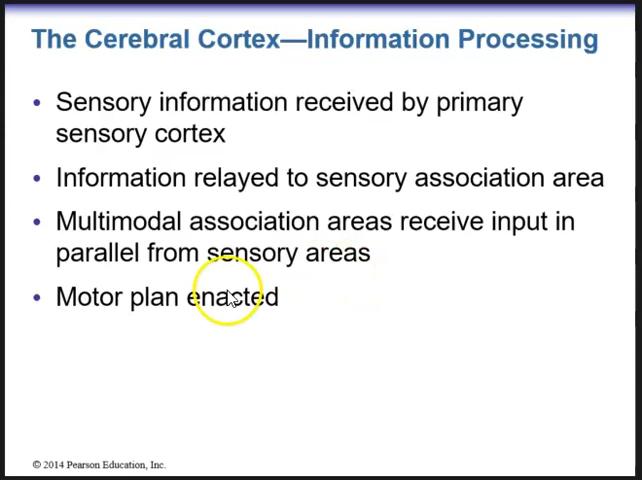 The Cerebral Cortex—Information Processing
• Sensory information received by primary
sensory cortex
• Information relayed to sensory association area
• Multimodal association areas receive input in
parallel from sensory areas
• Motor plan enacted
© 2014 Pearson Education, Inc.